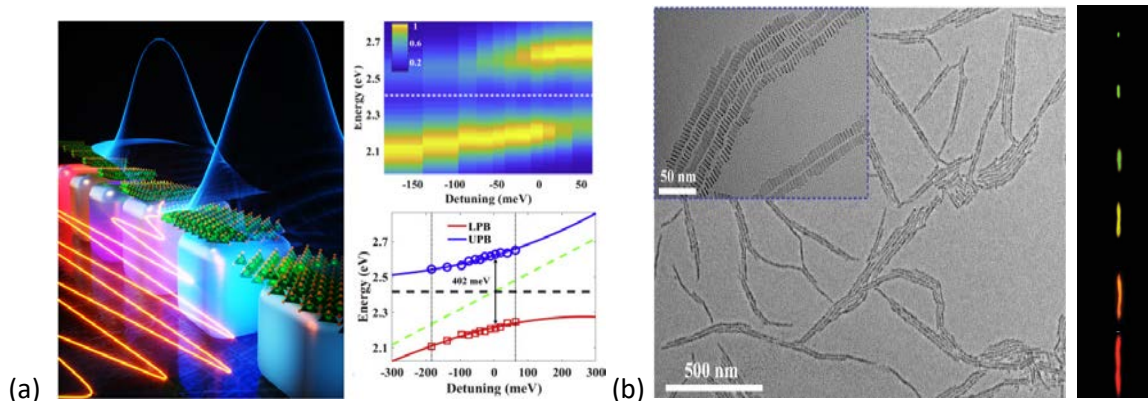 (a)
1
0.6
0.2
Energy (eV)
2.7
2.5
2.3
2.1
-150 -100 -50 0 50
Detuning (meV)
LPB
UPB
402 meV
Energy (eV)
2.7
2.5
2.3
2.1
-300 -200 -100 0 100 200 300
Detuning (meV)
(b)
50 nm
500 nm